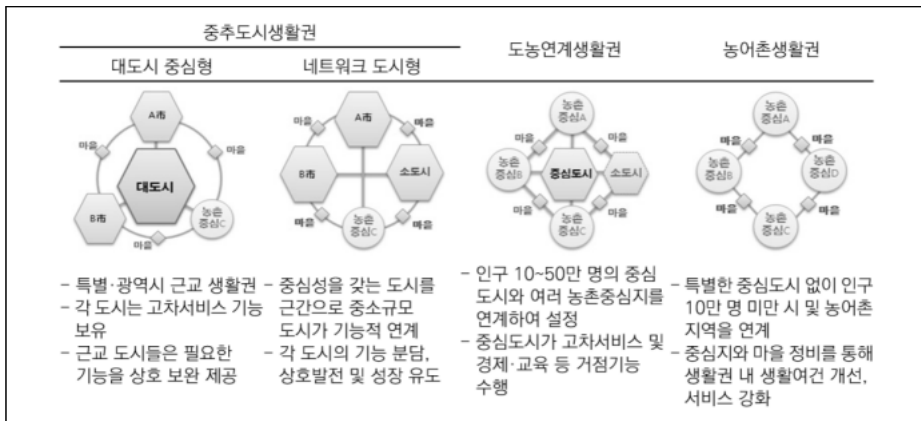 중추도시생활권
대도시 중심형
네트워크 도시형
도농연계생활권
농어촌생활권
A市
마을
마을
대도시
B市
농촌
중심C
마을
A市
마을
마을
B市
소도시
마을
농촌
중심C
마을
농촌
중심A
마을
마을
농촌
중심B
중심도시
소도시
마을
농촌
중심C
마을
농촌
중심A
마을
마을
농촌
중심B
농촌
중심D
마을
농촌
중심C
마을
- 특별·광역시 근교 생활권
- 각 도시는 고차서비스 기능
보유
- 근교 도시들은 필요한
기능을 상호 보완 제공
- 중심성을 갖는 도시를
근간으로 중소규모
도시가 기능적 연계
- 각 도시의 기능 분담,
상호발전 및 성장 유도
- 인구 10~50만 명의 중심
도시와 여러 농촌중심지를
연계하여 설정
- 중심도시가 고차서비스 및
경제·교육 등 거점기능
수행
- 특별한 중심도시 없이 인구
10만 명 미만 시 및 농어촌
지역을 연계
- 중심지와 마을 정비를 통해
생활권 내 생활여건 개선,
서비스 강화